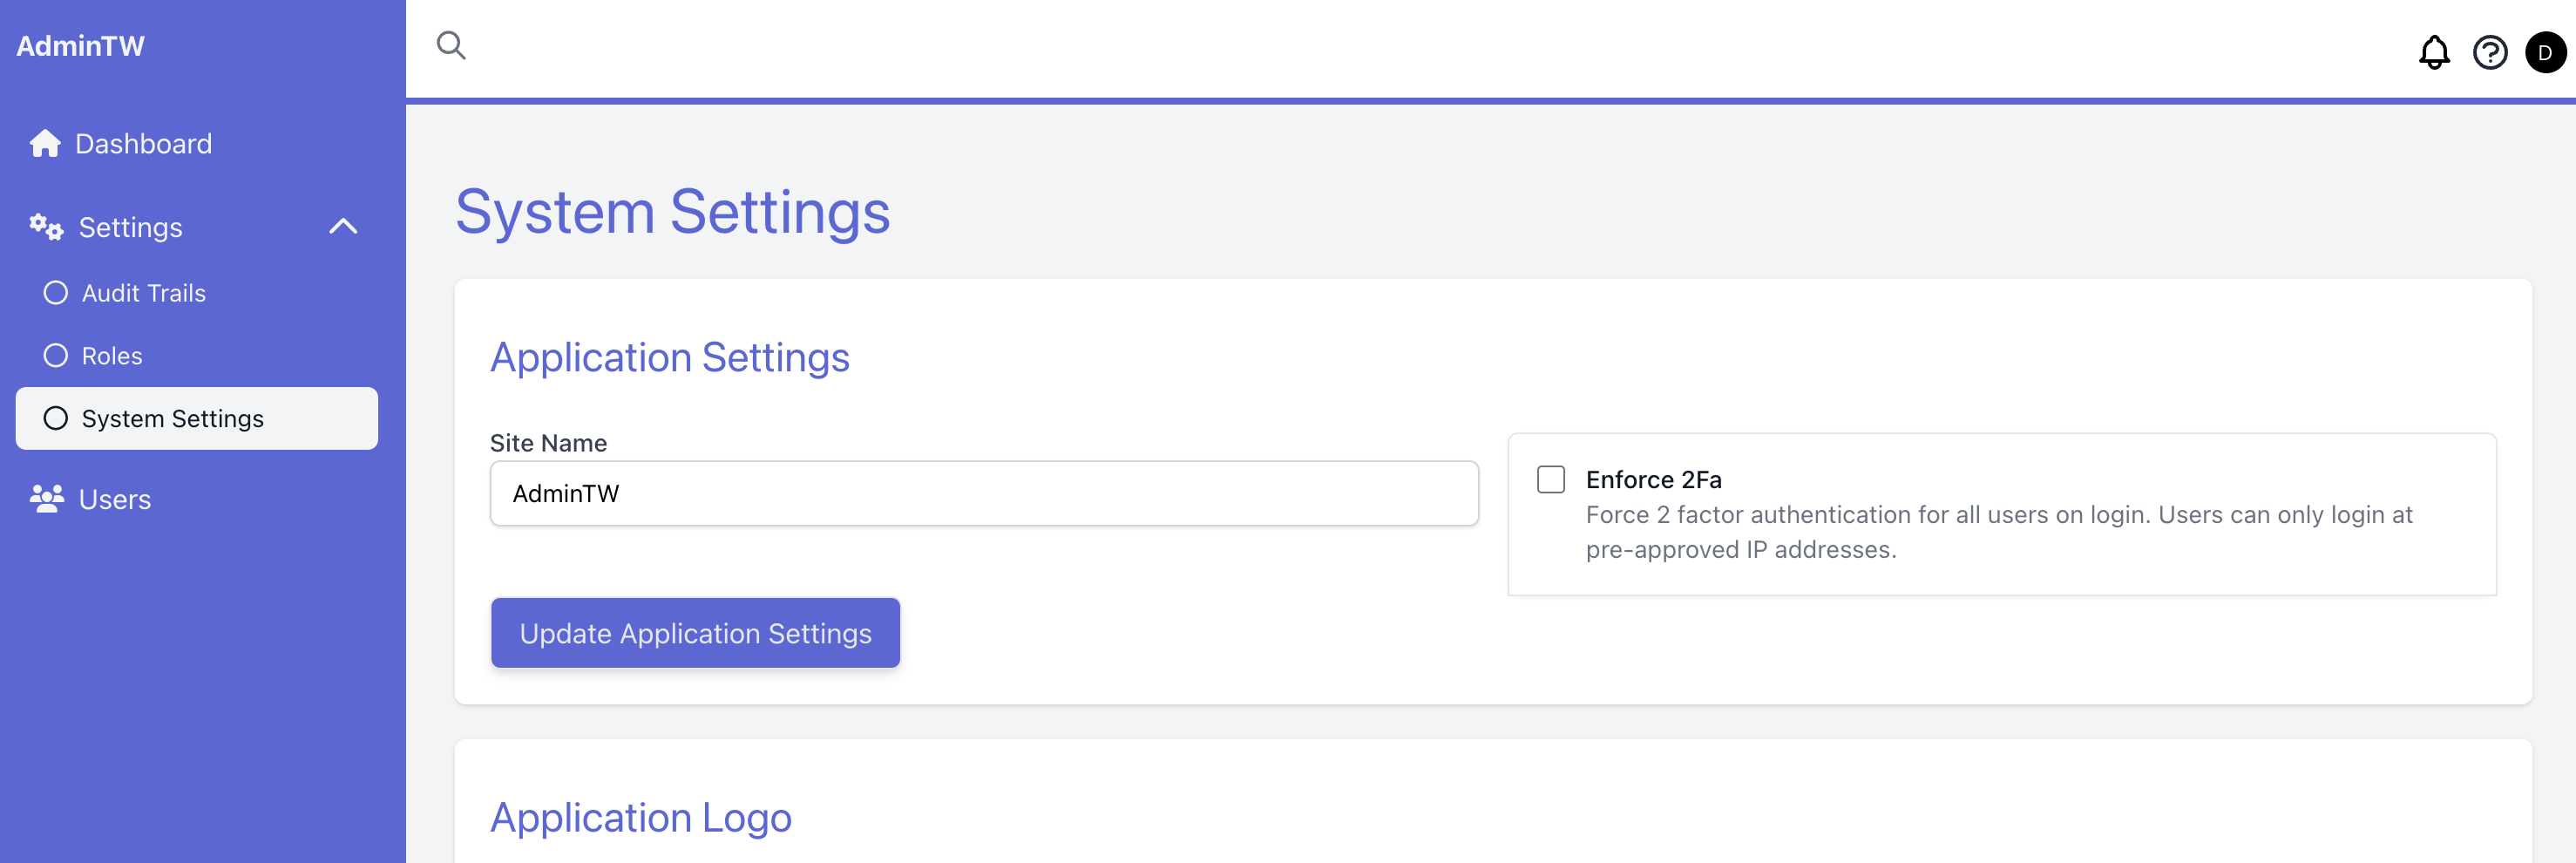 AdminTW
Dashboard
Settings
Audit Trails
Roles
System Settings
Users
D
System Settings
Application Settings
Site Name
AdminTW
Enforce 2Fa
Force 2 factor authentication for all users on login. Users can only login at
pre-approved IP addresses.
Update Application Settings
Application Logo